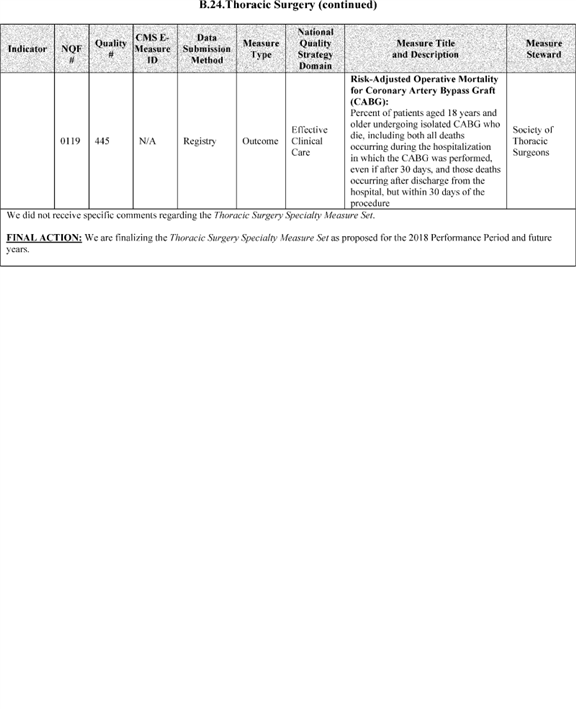 B.24.Thoracic Surgery (continued)
Indicator
NQF
#
Quality
#
CMS E-
Measure
ID
Data
Submission
Method
Measure
Type
National
Quality
Strategy
Domain
Measure Title
and Description
Measure
Steward
0119
445
N/A
Registry
Outcome
Effective
Clinical
Care
Risk-Adjusted Operative Mortality
for Coronary Artery Bypass Graft
(CABG):
Percent of patients aged 18 years and
older undergoing isolated CABG who
die, including both all deaths
occurring during the hospitalization
in which the CABG was performed,
even if after 30 days, and those deaths
occurring after discharge from the
hospital, but within 30 days of the
procedure
Society of
Thoracic
Surgeons
We did not receive specific comments regarding the Thoracic Surgery Specialty Measure Set.
FINAL ACTION: We are finalizing the Thoracic Surgery Specialty Measure Set as proposed for the 2018 Performance Period and future
years.